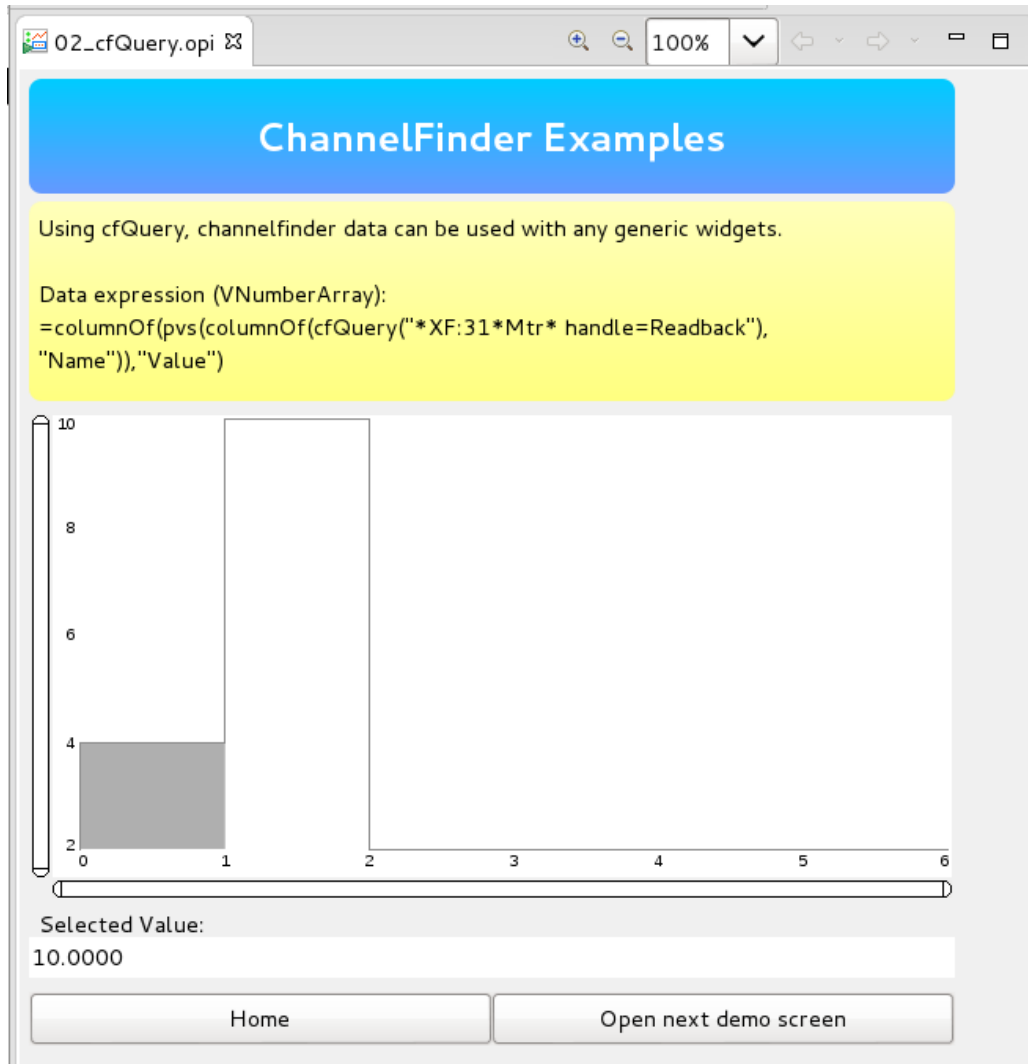 02_cfQuery.opi
100%
ChannelFinder Examples
Using cfQuery, channelfinder data can be used with any generic widgets.
Data expression (VNumberArray):
=columnOf(pvs(columnOf(cfQuery("*XF:31*Mtr* handle=Readback"),
"Name")),"Value")
10
8
6
4
2
0 1 2 3 4 5 6
Selected Value:
10.0000
Home Open next demo screen